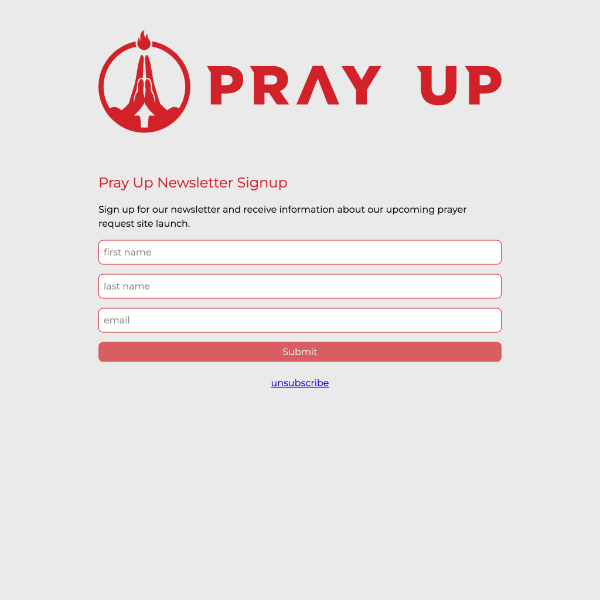 PRAY UP
Pray Up Newsletter Signup
Sign up for our newsletter and receive information about our upcoming prayer
request site launch.
first name
last name
email
Submit
unsubscribe